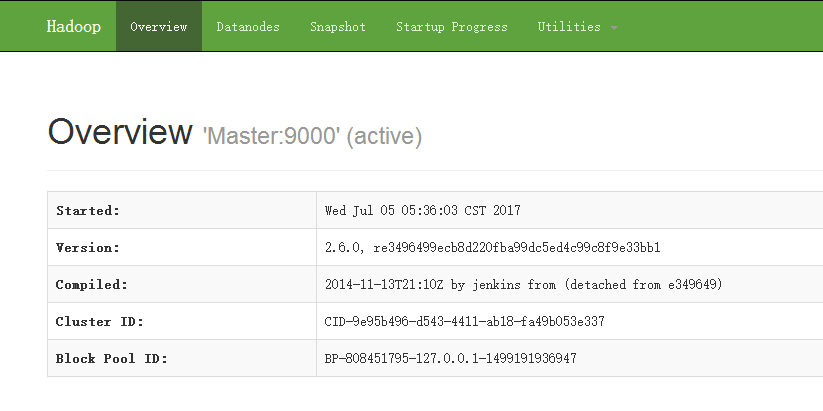 Hadoop Overview Datanodes Snapshot Startup Progress Utilities
Overview 'Master:9000' (active)
Started: Wed Jul 05 05:36:03 CST 2017
Version: 2.6.0, re3496499ecb8d220fba99dc5ed4c99c8f9e33bb1
Compiled: 2014-11-13T21:10Z by jenkins from (detached from e349649)
Cluster ID: CID-9e95b496-d543-4411-ab18-fa49b053e337
Block Pool ID: BP-808451795-127.0.0.1-1499191936947